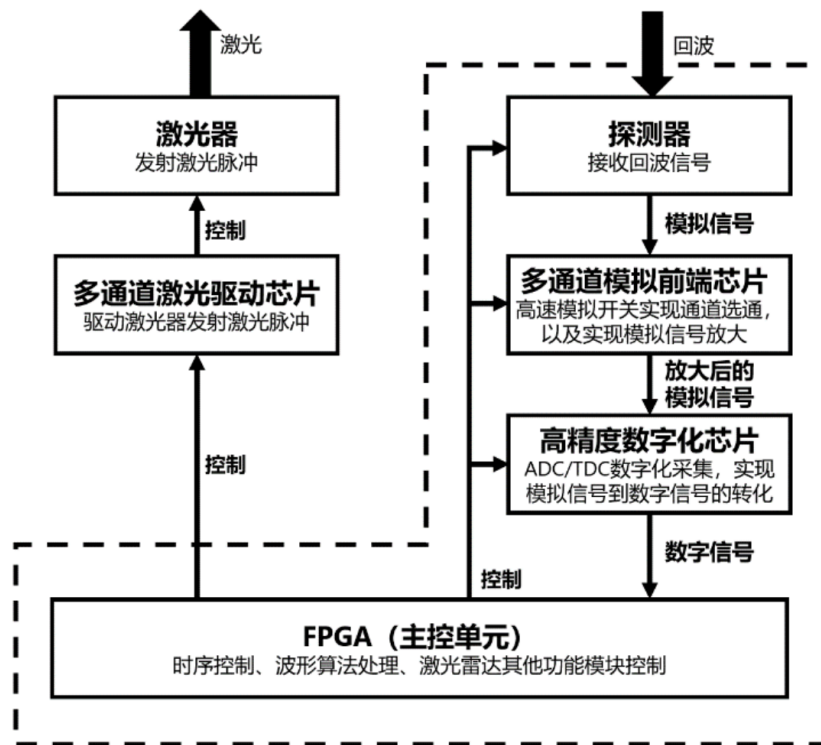 激光
回波
激光器
发射激光脉冲
探测器
接收回波信号
控制
模拟信号
多通道激光驱动芯片
驱动激光器发射激光脉冲
多通道模拟前端芯片
高速模拟开关实现通道选通，
以及实现模拟信号放大
放大后的
模拟信号
控制
高精度数字化芯片
ADC/TDC数字化采集，实现
模拟信号到数字信号的转化
数字信号
控制
FPGA（主控单元）
时序控制、波形算法处理、激光雷达其他功能模块控制